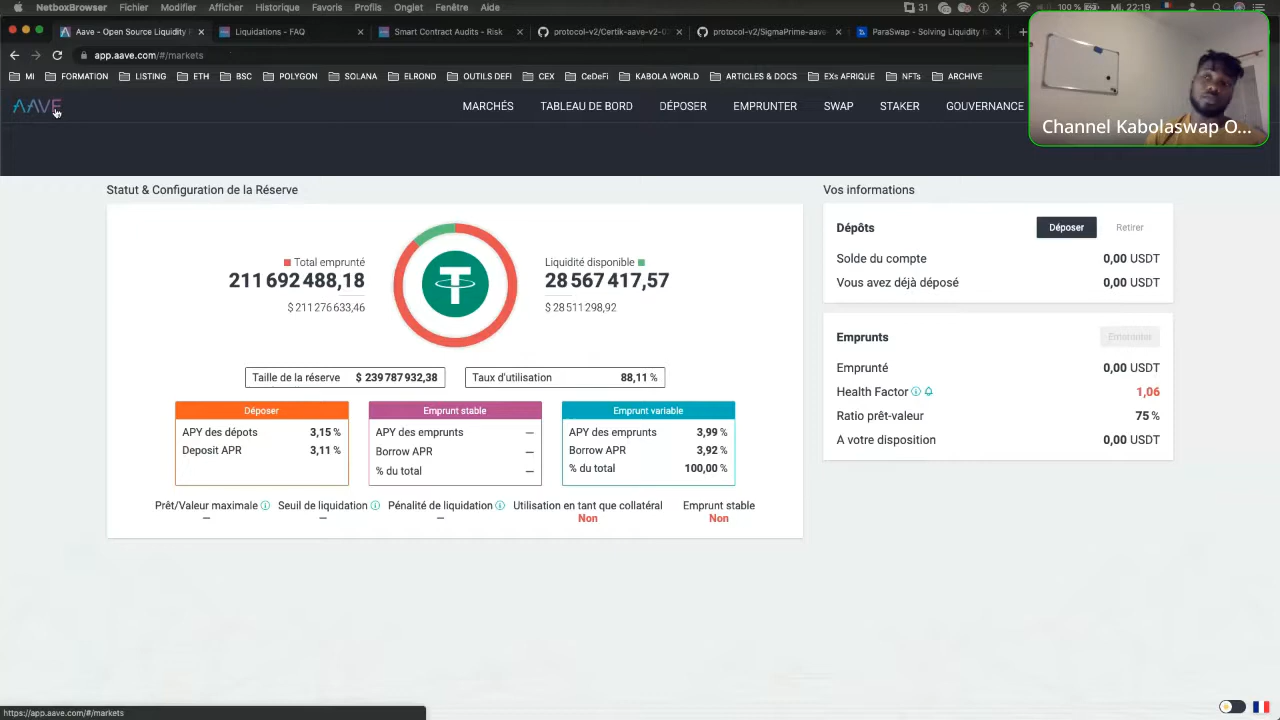 NetboxBrowser Fichier Modifier Afficher Historique Favoris Profils Onglet Fenêtre Aide 31 100 % Mi. 22:19
Aave - Open Source Liquidity Liquidations - FAQ Smart Contract Audits - Risk protocol-v2/Certik-aave-v2-03 protocol-v2/SigmaPrime-aave ParaSwap - Solving Liquidity f
app.aave.com/#/markets
MI FORMATION LISTING ETH BSC POLYGON SOLANA ELROND OUTILS DEFI CEX CeDeFi KABOLA WORLD ARTICLES & DOCS EXs AFRIQUE NFTs ARCHIVE
AAVE MARCHÉS TABLEAU DE BORD DÉPOSER EMPRUNTER SWAP STAKER GOUVERNANCE
Channel Kabolaswap O...
Statut & Configuration de la Réserve
Total emprunté
211 692 488,18
$ 211 276 633,46
Liquidité disponible
28 567 417,57
$ 28 511 298,92
Taille de la réserve $ 239 787 932,38
Taux d'utilisation 88,11 %
Déposer
APY des dépots 3,15 %
Deposit APR 3,11 %
Emprunt stable
APY des emprunts —
Borrow APR —
% du total —
Emprunt variable
APY des emprunts 3,99 %
Borrow APR 3,92 %
% du total 100,00 %
Prêt/Valeur maximale Seuil de liquidation Pénalité de liquidation Utilisation en tant que collatéral Emprunt stable
— — — Non Non
Vos informations
Dépôts Déposer Retirer
Solde du compte 0,00 USDT
Vous avez déjà déposé 0,00 USDT
Emprunts Emprunter
Emprunté 0,00 USDT
Health Factor 1,06
Ratio prêt-valeur 75 %
A votre disposition 0,00 USDT
https://app.aave.com/#/markets